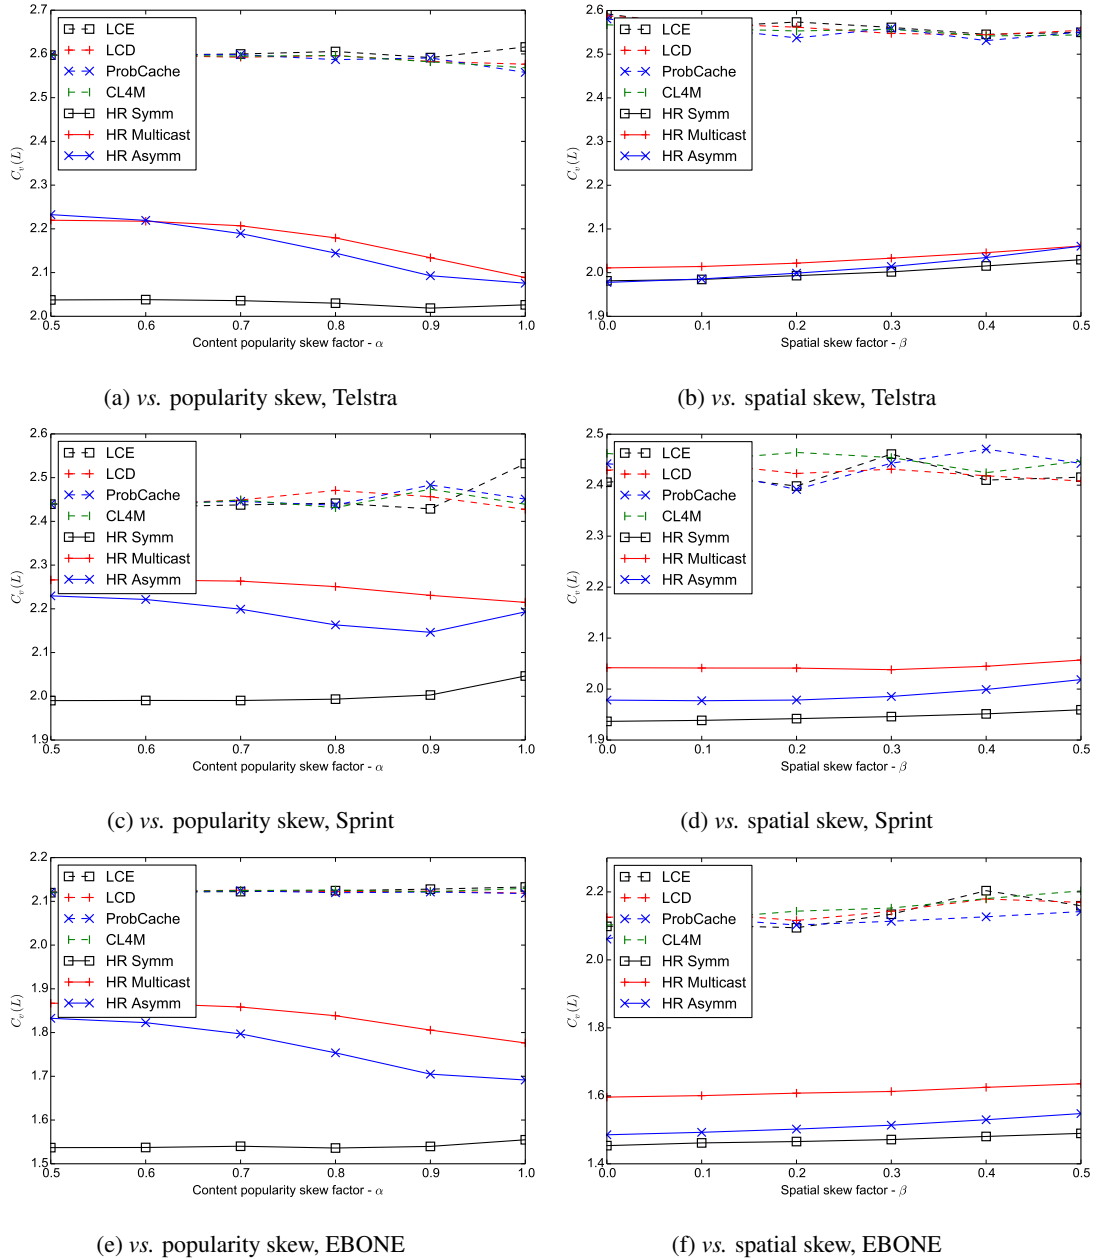 2.7
2.6
2.5
2.4
2.3
2.2
2.1
2.0
C_v(L)
LCE
LCD
ProbCache
CL4M
HR Symm
HR Multicast
HR Asymm
0.5 0.6 0.7 0.8 0.9 1.0
Content popularity skew factor - α
(a) vs. popularity skew, Telstra
2.6
2.5
2.4
2.3
2.2
2.1
2.0
1.9
C_v(L)
LCE
LCD
ProbCache
CL4M
HR Symm
HR Multicast
HR Asymm
0.0 0.1 0.2 0.3 0.4 0.5
Spatial skew factor - β
(b) vs. spatial skew, Telstra
2.6
2.5
2.4
2.3
2.2
2.1
2.0
1.9
C_v(L)
LCE
LCD
ProbCache
CL4M
HR Symm
HR Multicast
HR Asymm
0.5 0.6 0.7 0.8 0.9 1.0
Content popularity skew factor - α
(c) vs. popularity skew, Sprint
2.5
2.4
2.3
2.2
2.1
2.0
1.9
C_v(L)
LCE
LCD
ProbCache
CL4M
HR Symm
HR Multicast
HR Asymm
0.0 0.1 0.2 0.3 0.4 0.5
Spatial skew factor - β
(d) vs. spatial skew, Sprint
2.2
2.1
2.0
1.9
1.8
1.7
1.6
1.5
C_v(L)
LCE
LCD
ProbCache
CL4M
HR Symm
HR Multicast
HR Asymm
0.5 0.6 0.7 0.8 0.9 1.0
Content popularity skew factor - α
(e) vs. popularity skew, EBONE
2.2
2.0
1.8
1.6
1.4
C_v(L)
LCE
LCD
ProbCache
CL4M
HR Symm
HR Multicast
HR Asymm
0.0 0.1 0.2 0.3 0.4 0.5
Spatial skew factor - β
(f) vs. spatial skew, EBONE